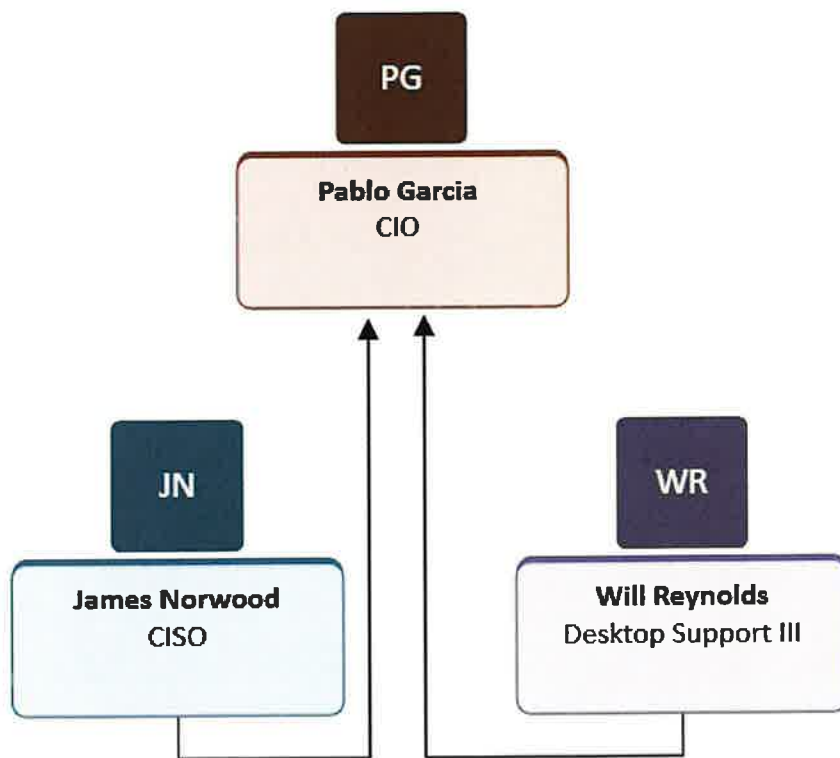 PG
Pablo Garcia
CIO
JN
James Norwood
CISO
WR
Will Reynolds
Desktop Support III